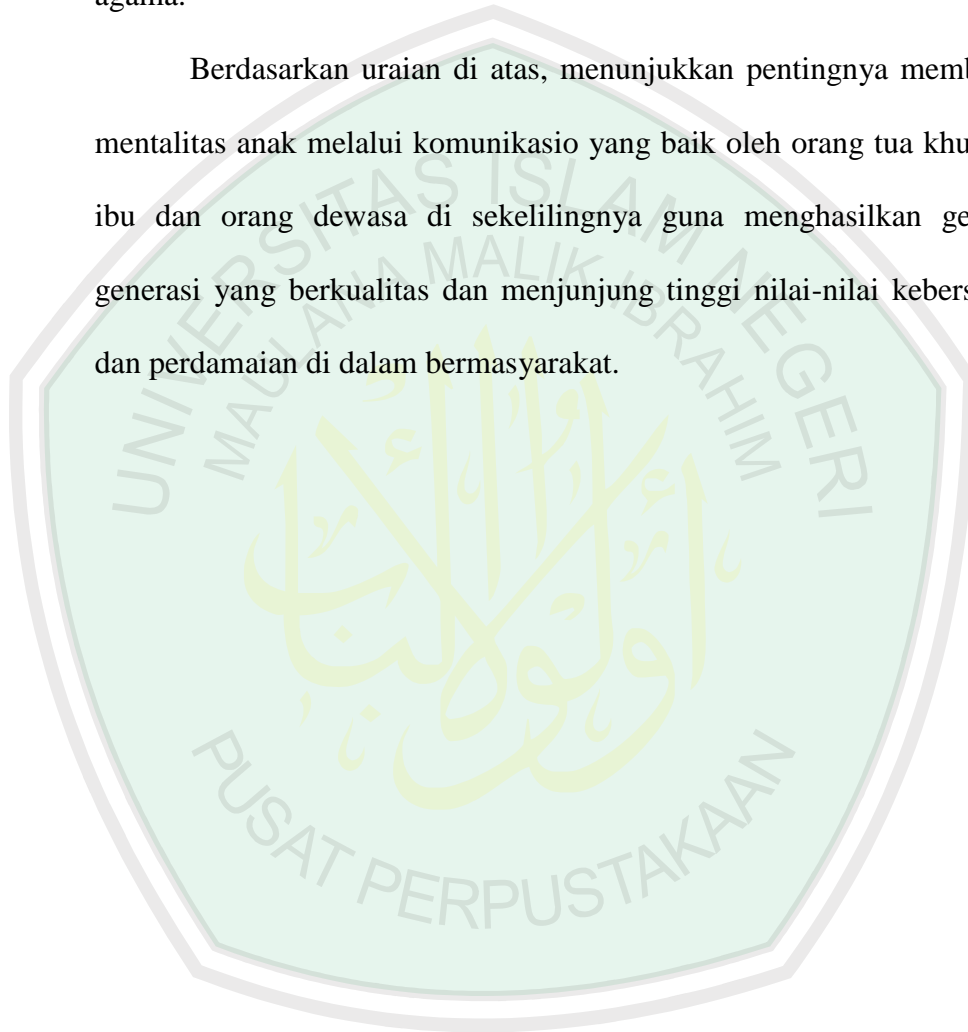 agama.
Berdasarkan uraian di atas, menunjukkan pentingnya memb
mentalitas anak melalui komunikasio yang baik oleh orang tua khu
ibu dan orang dewasa di sekelilingnya guna menghasilkan ge
generasi yang berkualitas dan menjunjung tinggi nilai-nilai kebers
dan perdamaian di dalam bermasyarakat.
UNIVERSITAS ISLAM NEGERI
MAULANA MALIK IBRAHIM
PUSAT PERPUSTAKAAN